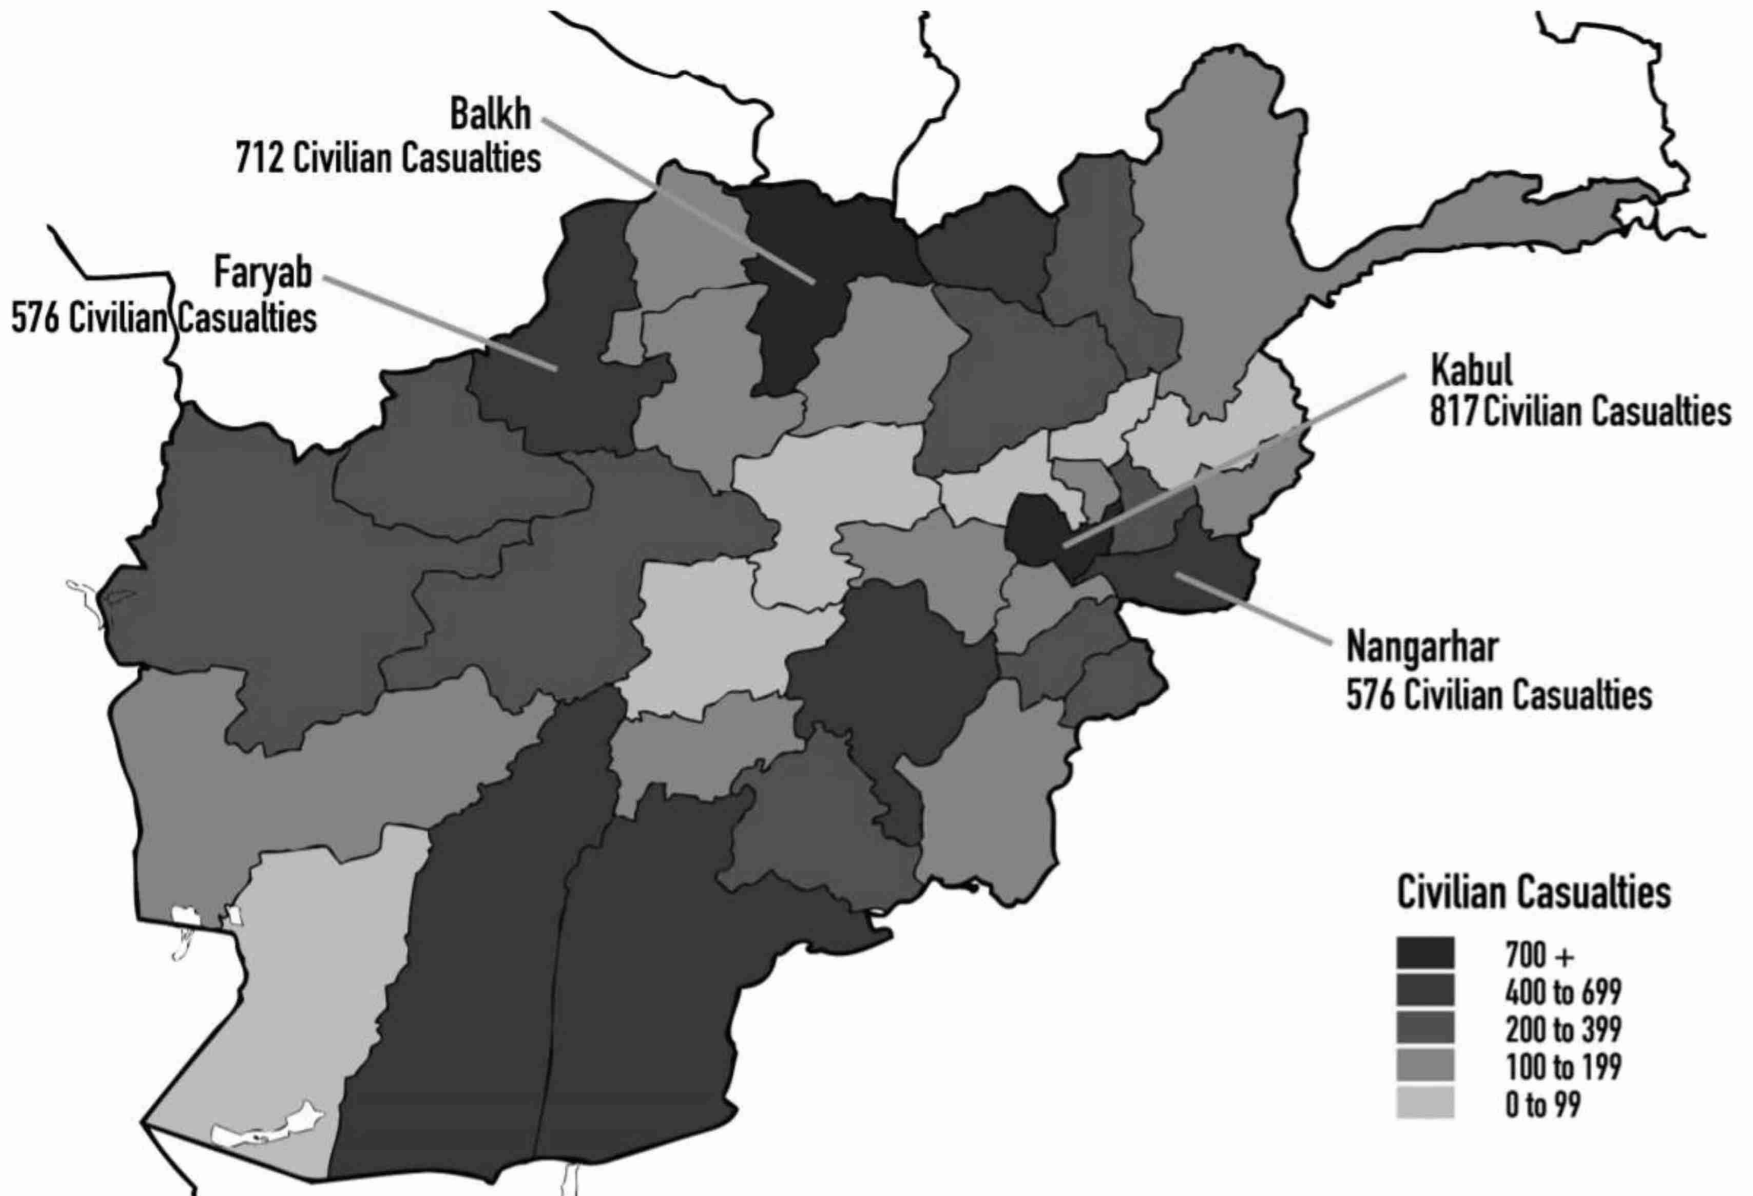 Balkh
712 Civilian Casualties
Faryab
576 Civilian Casualties
Kabul
817 Civilian Casualties
Nangarhar
576 Civilian Casualties
Civilian Casualties
700 +
400 to 699
200 to 399
100 to 199
0 to 99